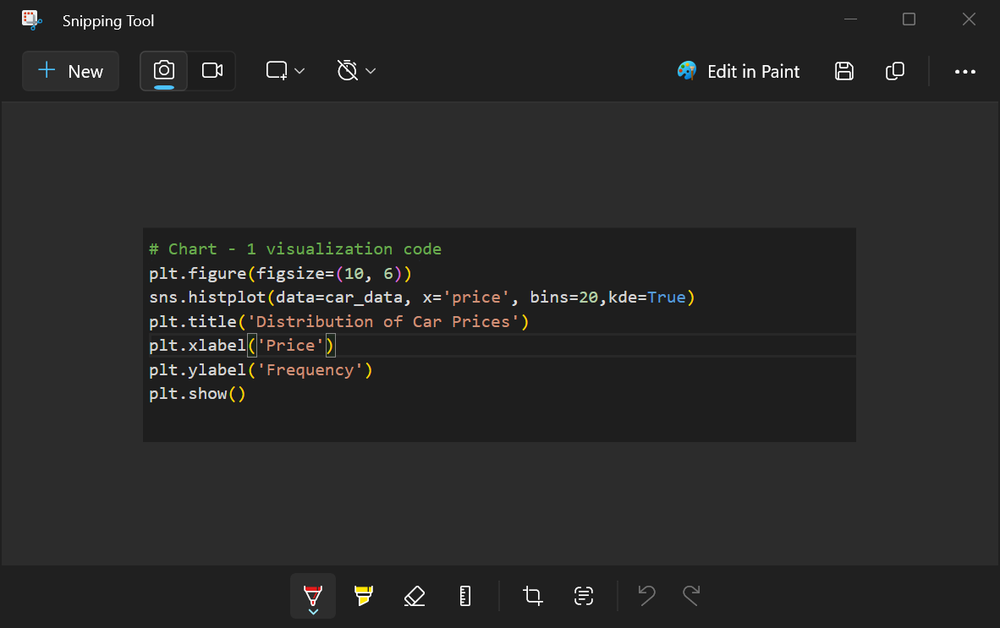 Snipping Tool
New
Edit in Paint
# Chart - 1 visualization code
plt.figure(figsize=(10, 6))
sns.histplot(data=car_data, x='price', bins=20,kde=True)
plt.title('Distribution of Car Prices')
plt.xlabel('Price')
plt.ylabel('Frequency')
plt.show()